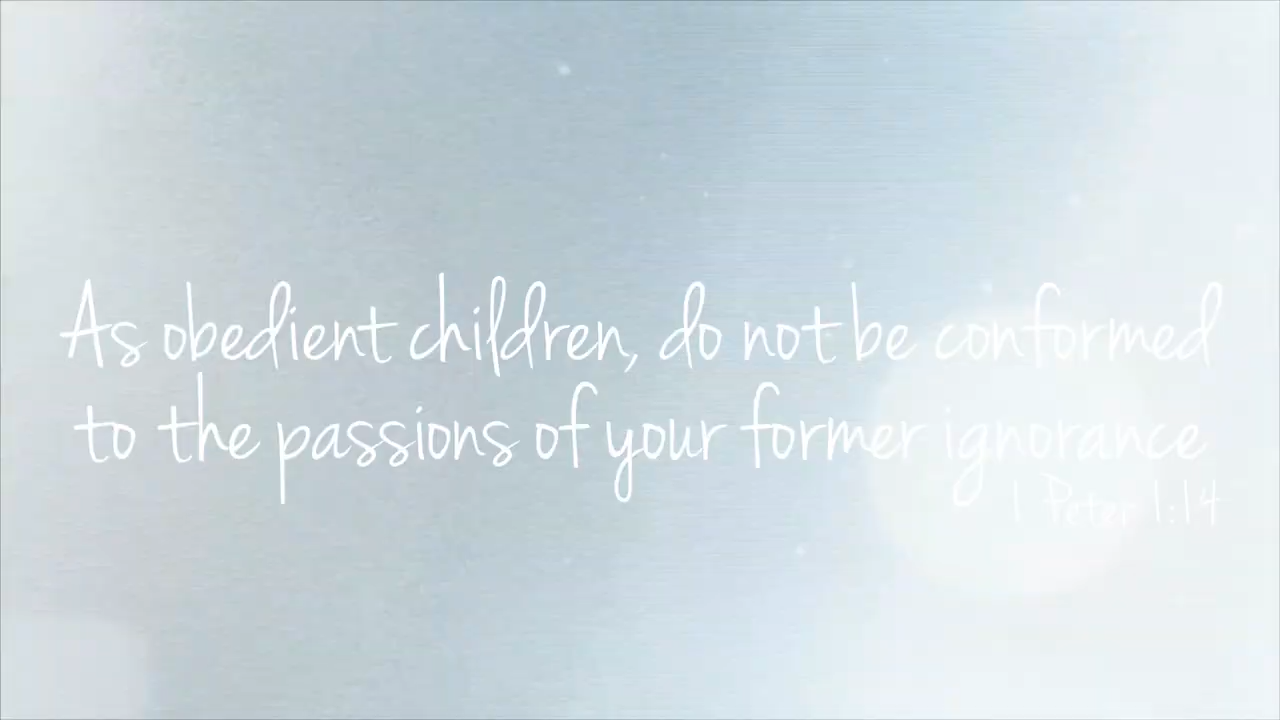 As obedient children, do not be conformed
to the passions of your former ignorance
1 Peter 1:14